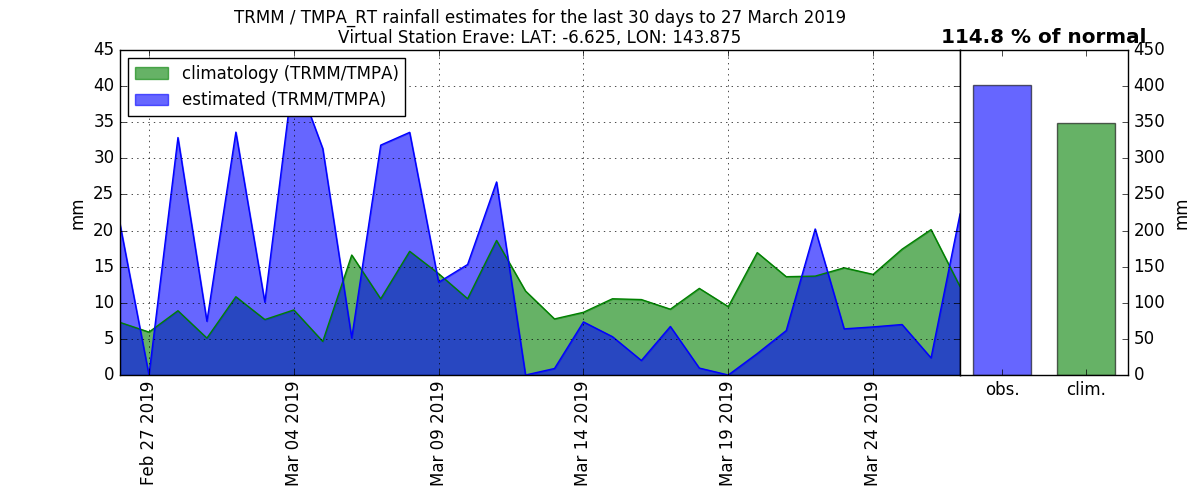 TRMM / TMPA_RT rainfall estimates for the last 30 days to 27 March 2019
Virtual Station Erave: LAT: -6.625, LON: 143.875
114.8 % of normal
climatology (TRMM/TMPA)
estimated (TRMM/TMPA)
mm
45
40
35
30
25
20
15
10
5
0
Feb 27 2019
Mar 04 2019
Mar 09 2019
Mar 14 2019
Mar 19 2019
Mar 24 2019
obs.
clim.
450
400
350
300
250
200
150
100
50
0
mm